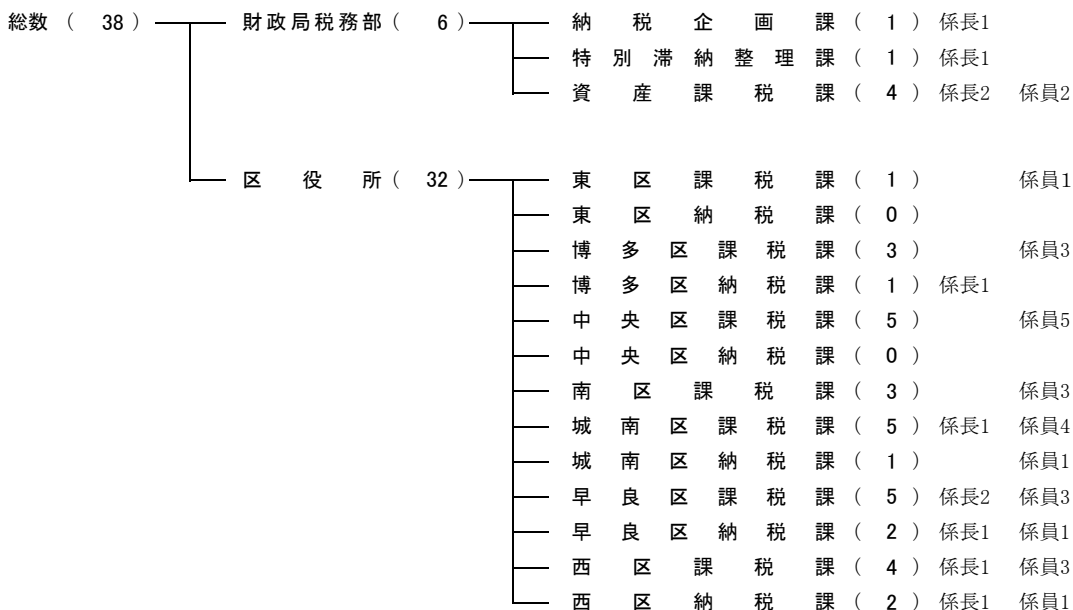 総数 ( 38 ) 財政局税務部 ( 6 ) 納税企画課 ( 1 ) 係長1
特別滞納整理課 ( 1 ) 係長1
資産課税課 ( 4 ) 係長2 係員2
区役所 ( 32 ) 東区課税課 ( 1 ) 係員1
東区納税課 ( 0 )
博多区課税課 ( 3 ) 係員3
博多区納税課 ( 1 ) 係長1
中央区課税課 ( 5 ) 係員5
中央区納税課 ( 0 )
南区課税課 ( 3 ) 係員3
城南区課税課 ( 5 ) 係長1 係員4
城南区納税課 ( 1 ) 係員1
早良区課税課 ( 5 ) 係長2 係員3
早良区納税課 ( 2 ) 係長1 係員1
西区課税課 ( 4 ) 係長1 係員3
西区納税課 ( 2 ) 係長1 係員1